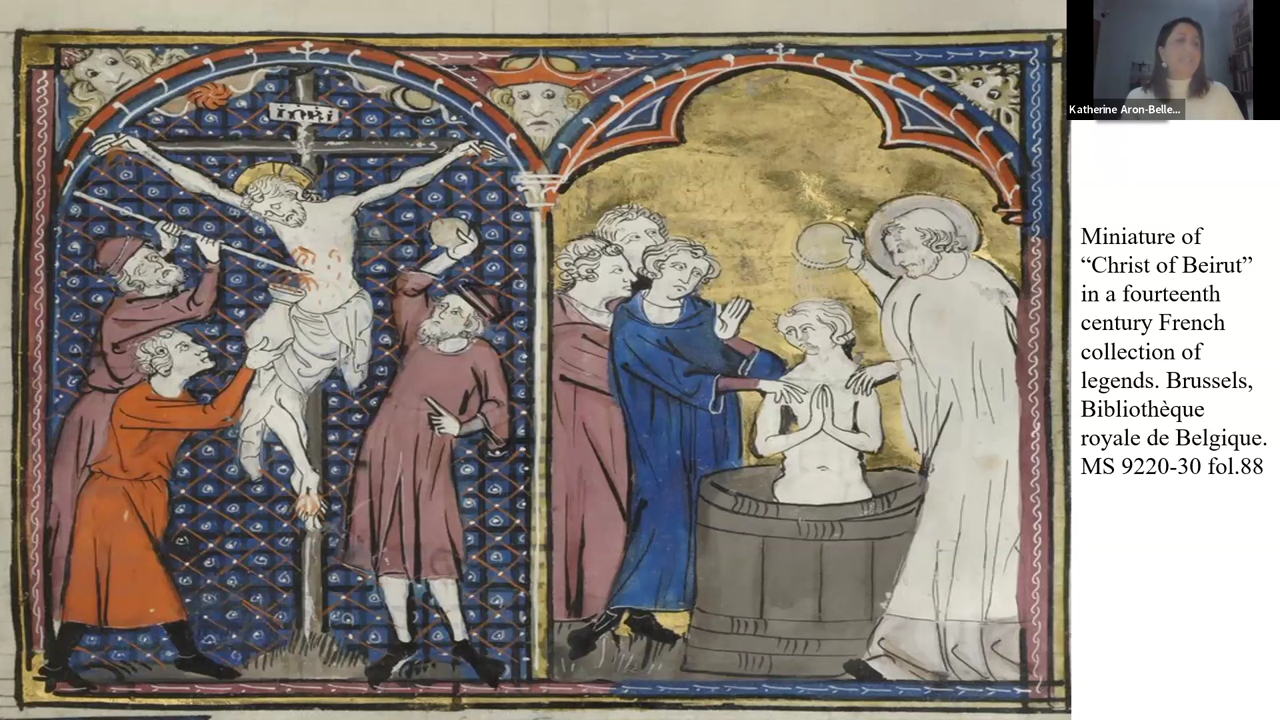 Katherine Aron-Belle...
inri
Miniature of
“Christ of Beirut”
in a fourteenth
century French
collection of
legends. Brussels,
Bibliothèque
royale de Belgique.
MS 9220-30 fol.88